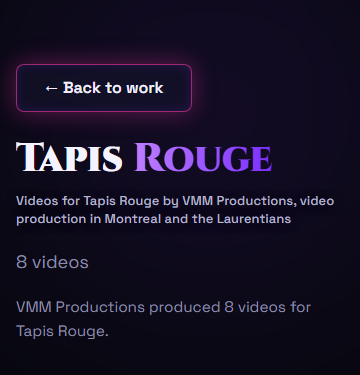 ← Back to work
Tapis Rouge
Videos for Tapis Rouge by VMM Productions, video
production in Montreal and the Laurentians
8 videos
VMM Productions produced 8 videos for
Tapis Rouge.